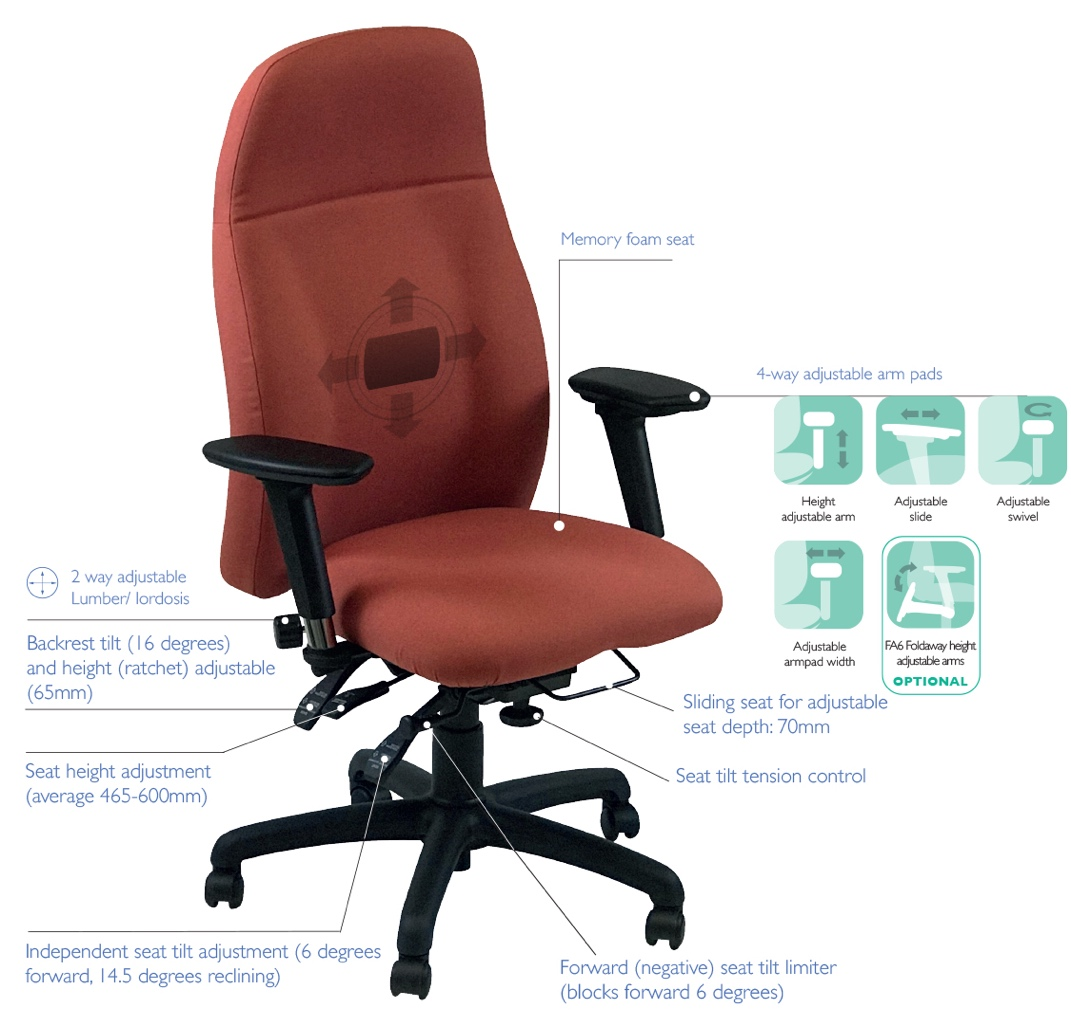 Memory foam seat
4-way adjustable arm pads
Height
adjustable arm
Adjustable
slide
Adjustable
swivel
Adjustable
armpad width
FA6 Foldaway height
adjustable arms
OPTIONAL
2 way adjustable
Lumber/ lordosis
Backrest tilt (16 degrees)
and height (ratchet) adjustable
(65mm)
Seat height adjustment
(average 465-600mm)
Independent seat tilt adjustment (6 degrees
forward, 14.5 degrees reclining)
Sliding seat for adjustable
seat depth: 70mm
Seat tilt tension control
Forward (negative) seat tilt limiter
(blocks forward 6 degrees)